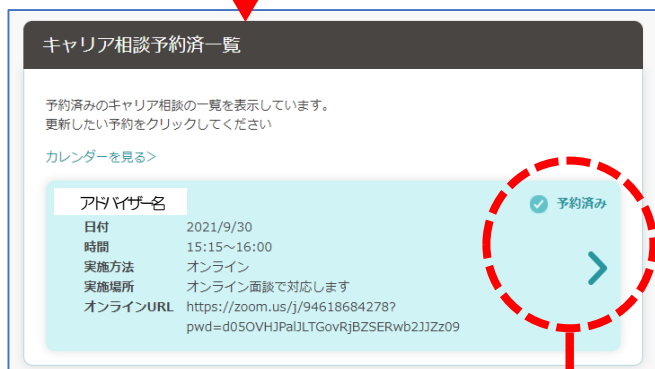 キャリア相談予約済一覧
予約済みのキャリア相談の一覧を表示しています。
更新したい予約をクリックしてください
カレンダーを見る>
アドバイザー名
予約済み
日付 2021/9/30
時間 15:15～16:00
実施方法 オンライン
実施場所 オンライン面談で対応します
オンラインURL https://zoom.us/j/94618684278?
pwd=d05OVHJPalJLTGovRjBZSERwb2JJZz09